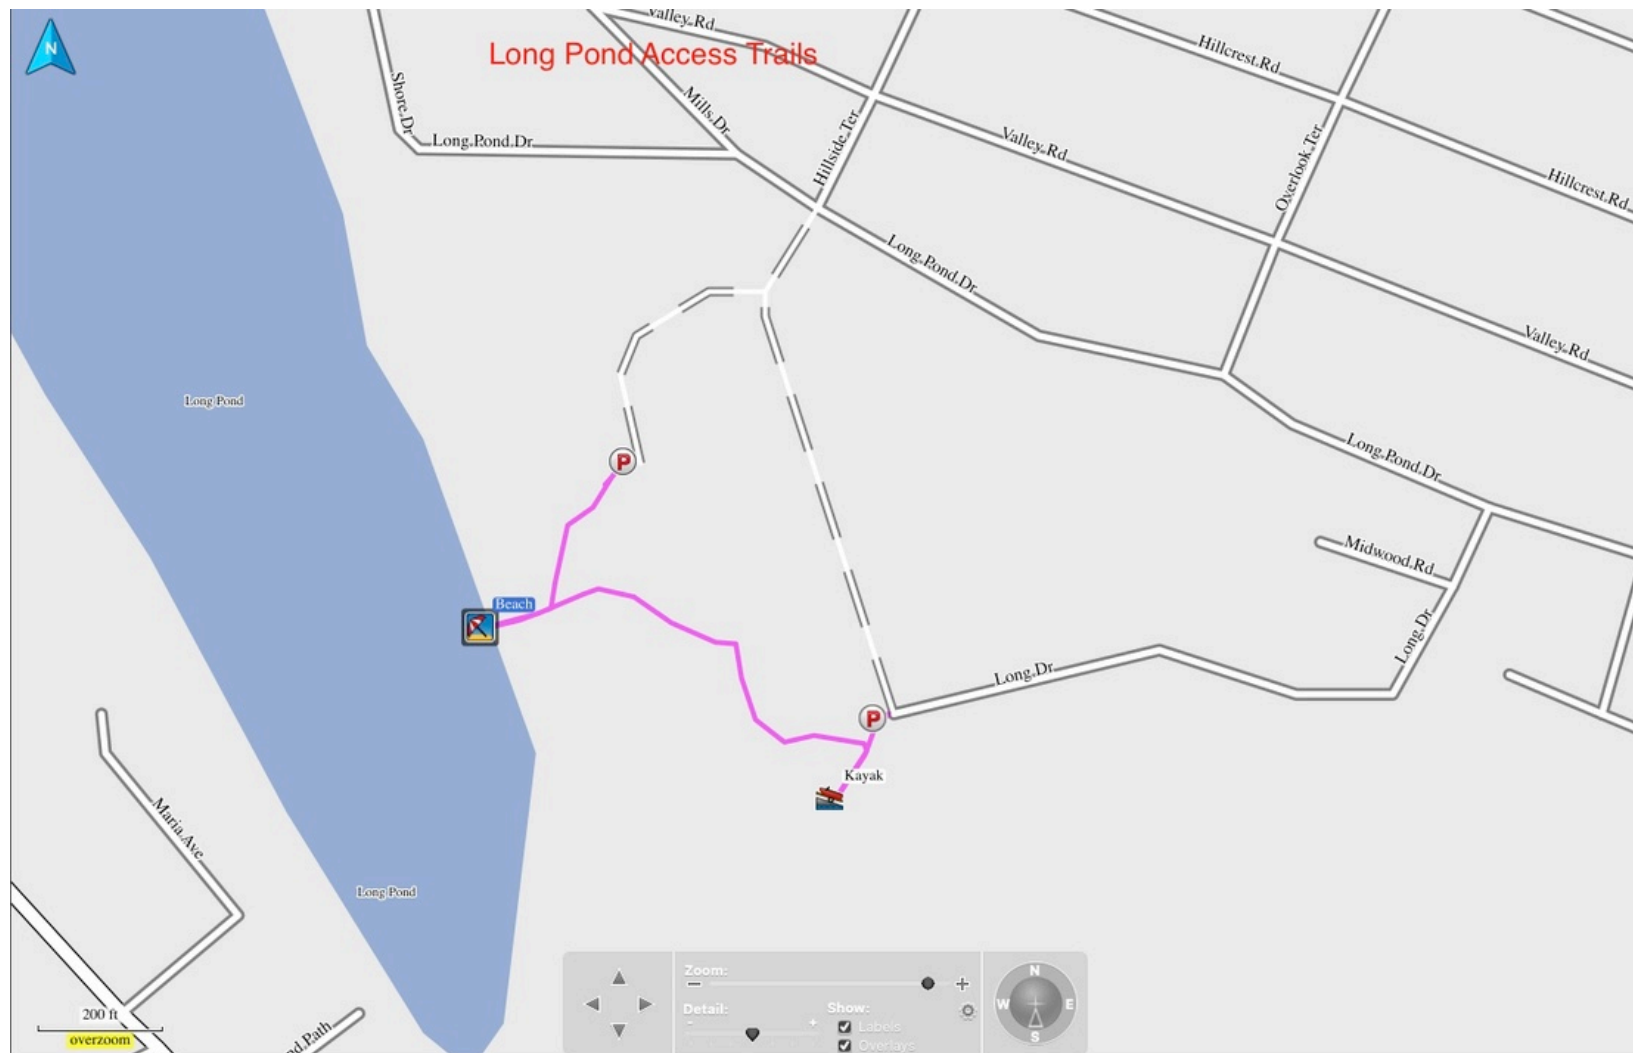 Valley Rd
N
Long Pond Access Trails
Hillcrest Rd
Shore Dr
Mills Dr
Long Pond Dr
Hillside Ter
Valley Rd
Overlook Ter
Hillcrest Rd
Long Pond Dr
Valley Rd
Long Pond
Long Pond Dr
P
Midwood Rd
Beach
Long Dr
Long Dr
P
Kayak
Maria Ave
Long Pond
Zoom:
Detail:
Show:
Labels
Overlays
N
W
E
S
200 ft
overzoom
Path